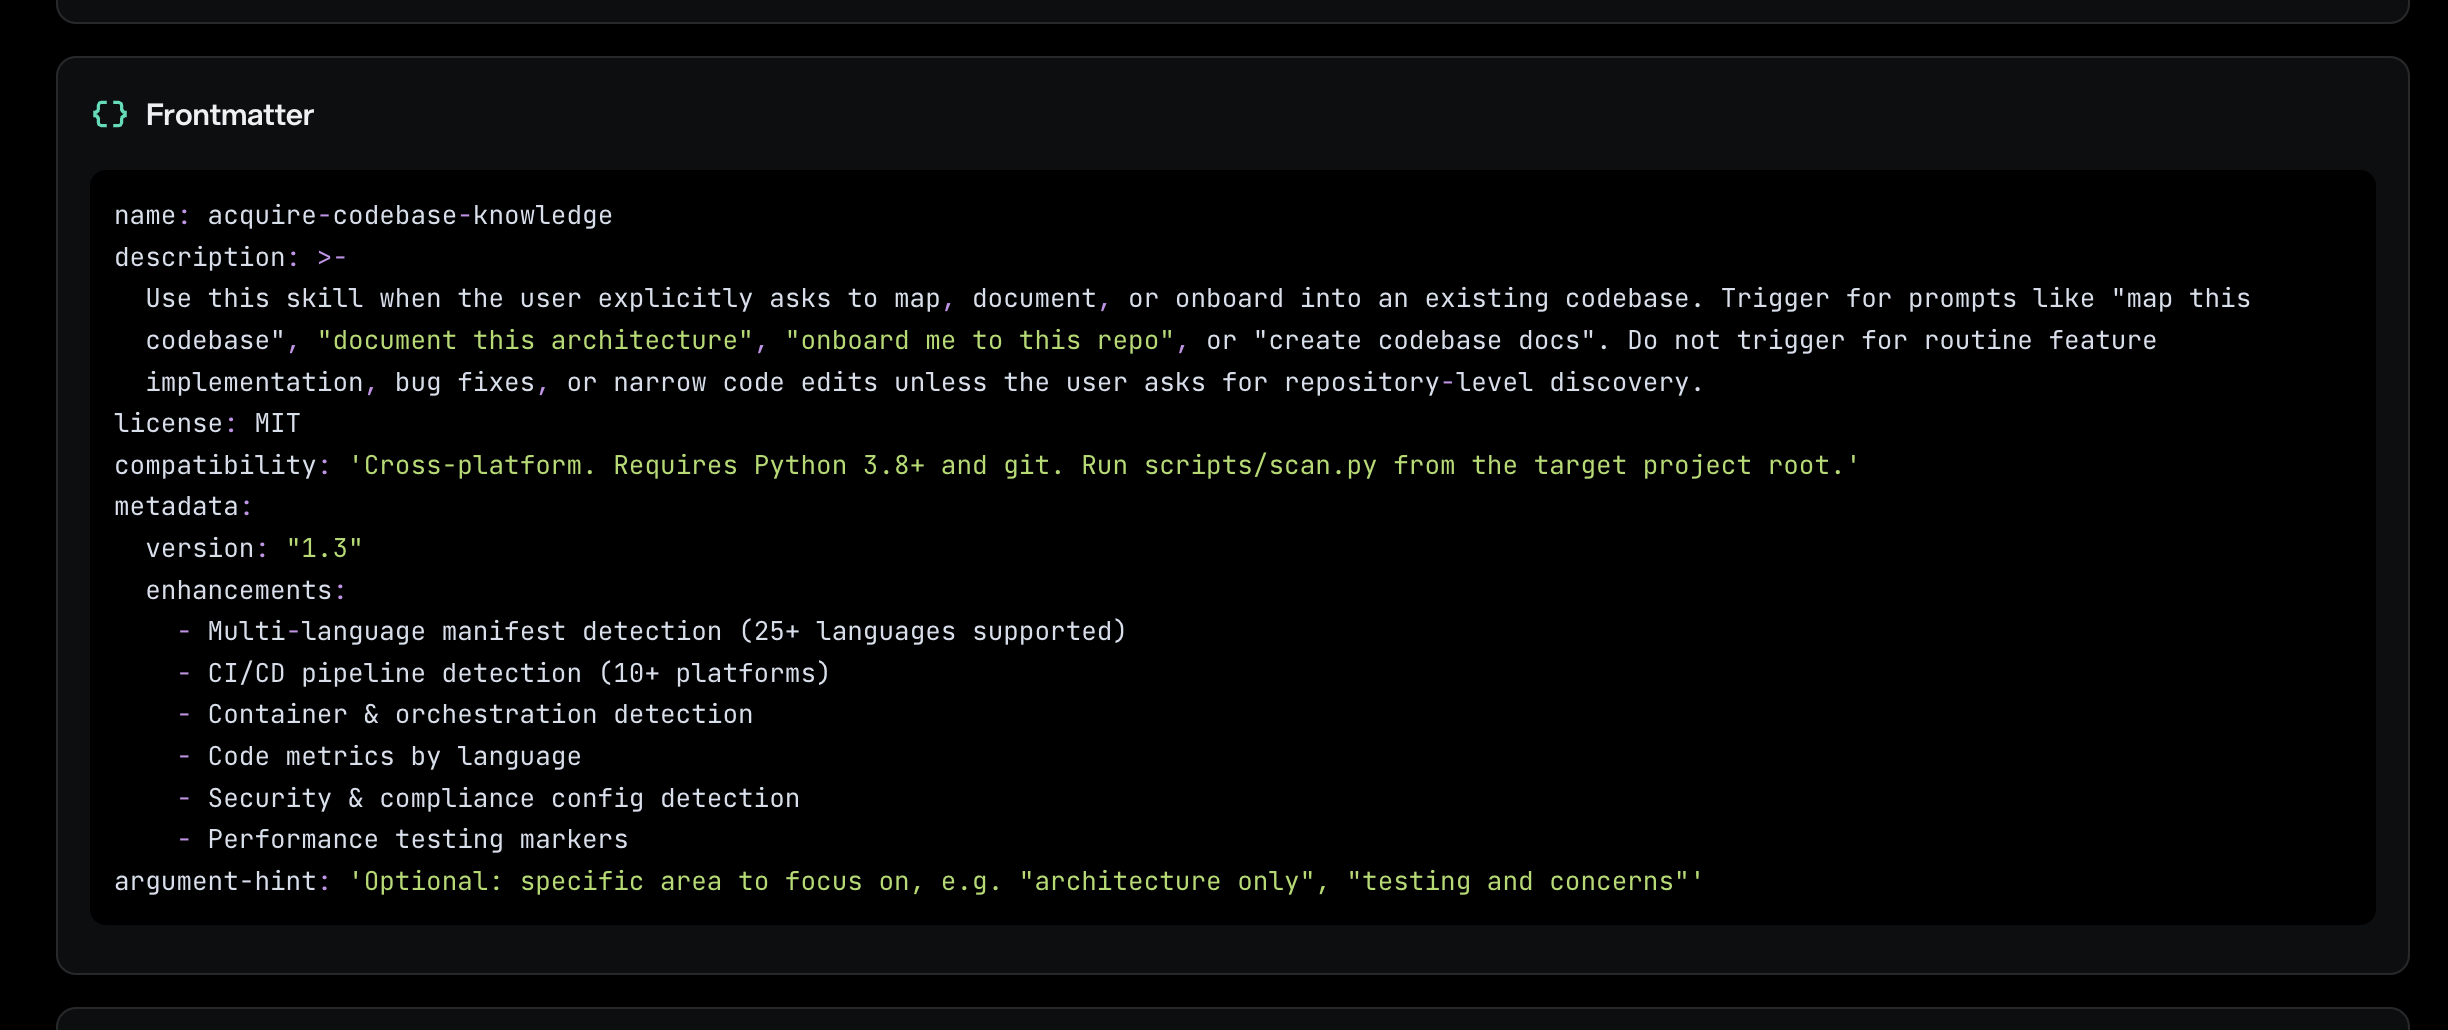 Frontmatter
name: acquire-codebase-knowledge
description: >-
  Use this skill when the user explicitly asks to map, document, or onboard into an existing codebase. Trigger for prompts like "map this
  codebase", "document this architecture", "onboard me to this repo", or "create codebase docs". Do not trigger for routine feature
  implementation, bug fixes, or narrow code edits unless the user asks for repository-level discovery.
license: MIT
compatibility: 'Cross-platform. Requires Python 3.8+ and git. Run scripts/scan.py from the target project root.'
metadata:
  version: "1.3"
  enhancements:
    - Multi-language manifest detection (25+ languages supported)
    - CI/CD pipeline detection (10+ platforms)
    - Container & orchestration detection
    - Code metrics by language
    - Security & compliance config detection
    - Performance testing markers
argument-hint: 'Optional: specific area to focus on, e.g. "architecture only", "testing and concerns"'